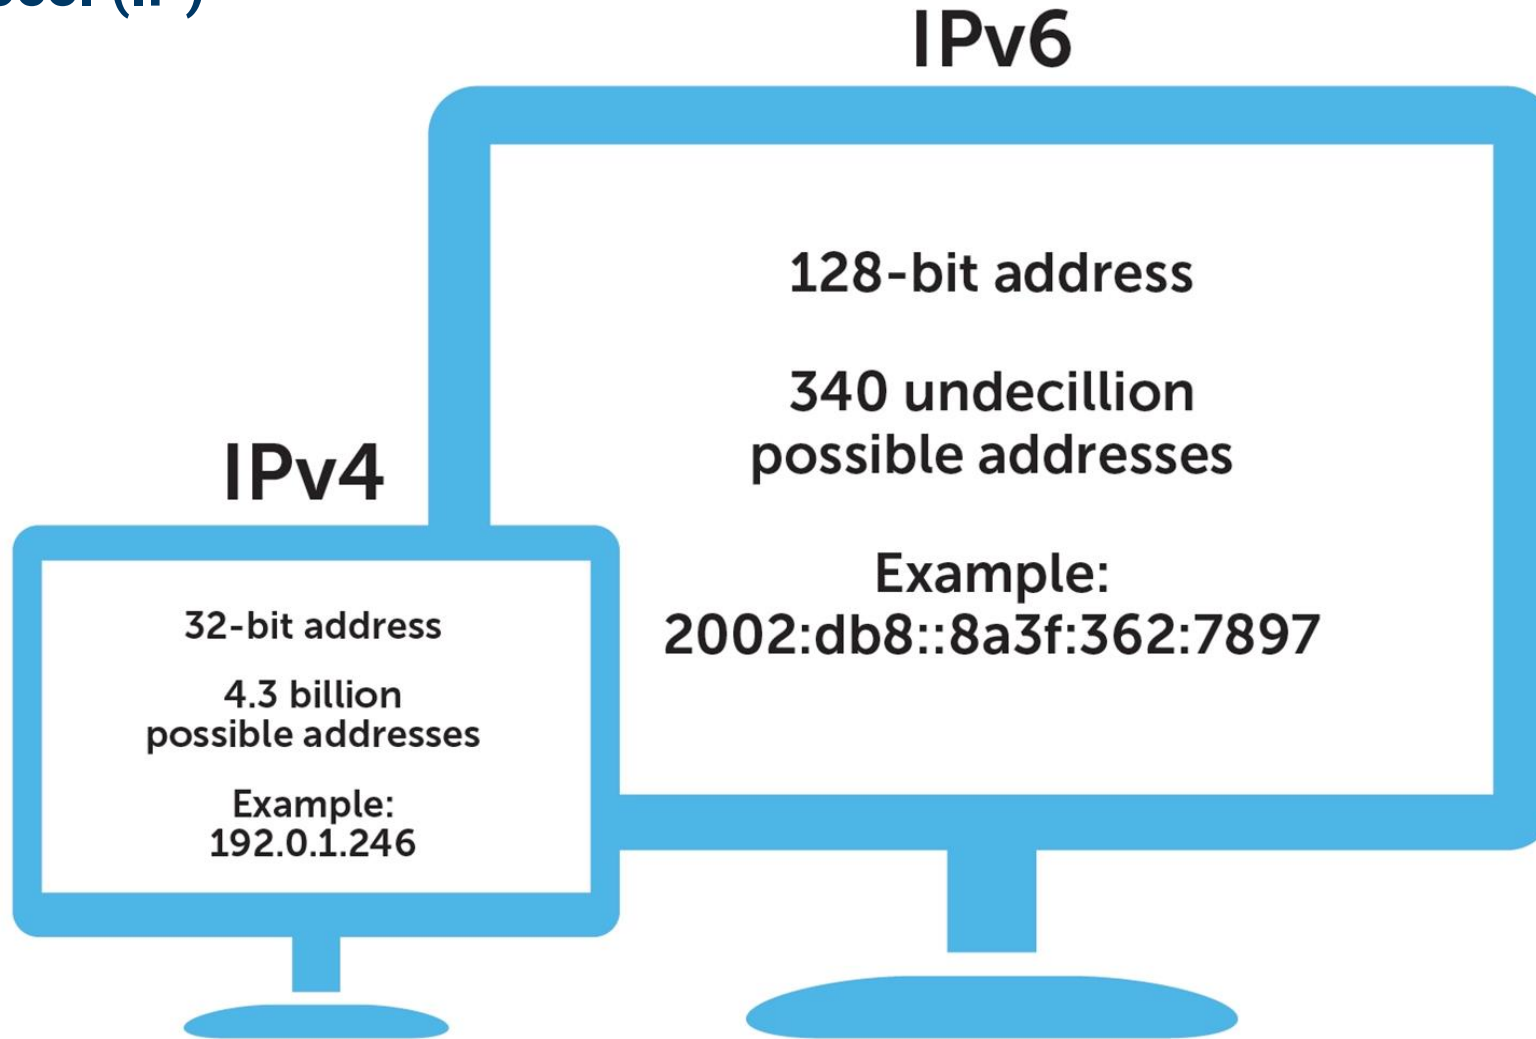 (IP)
IPv6
128-bit address
340 undecillion
possible addresses
Example:
2002:db8::8a3f:362:7897
IPv4
32-bit address
4.3 billion
possible addresses
Example:
192.0.1.246